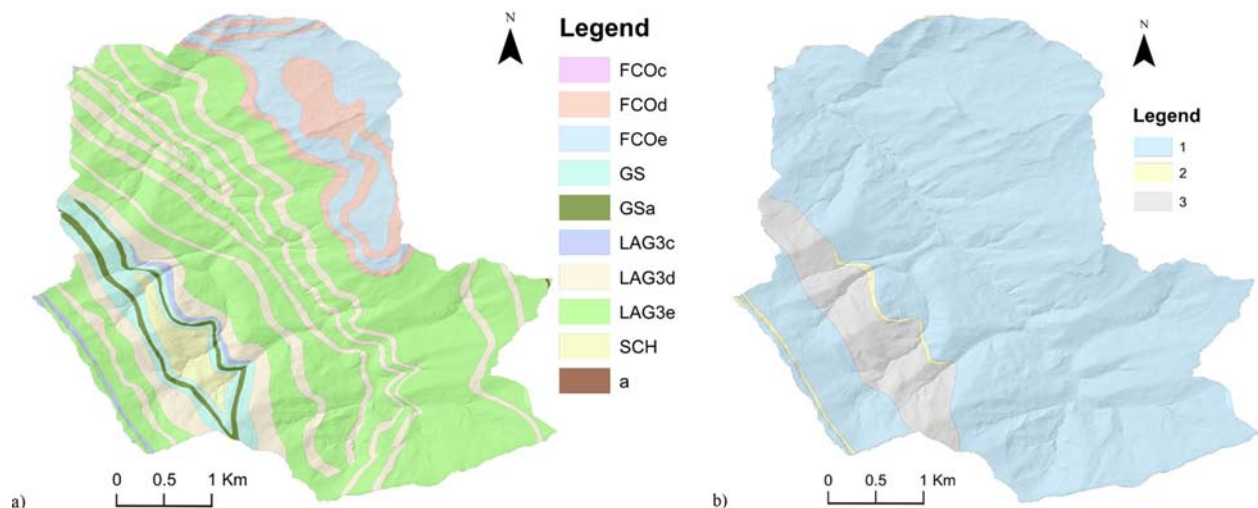 N
Legend
FCOc
FCOd
FCOe
GS
GSa
LAG3c
LAG3d
LAG3e
SCH
a
0 0.5 1 Km
a)
N
Legend
1
2
3
0 0.5 1 Km
b)